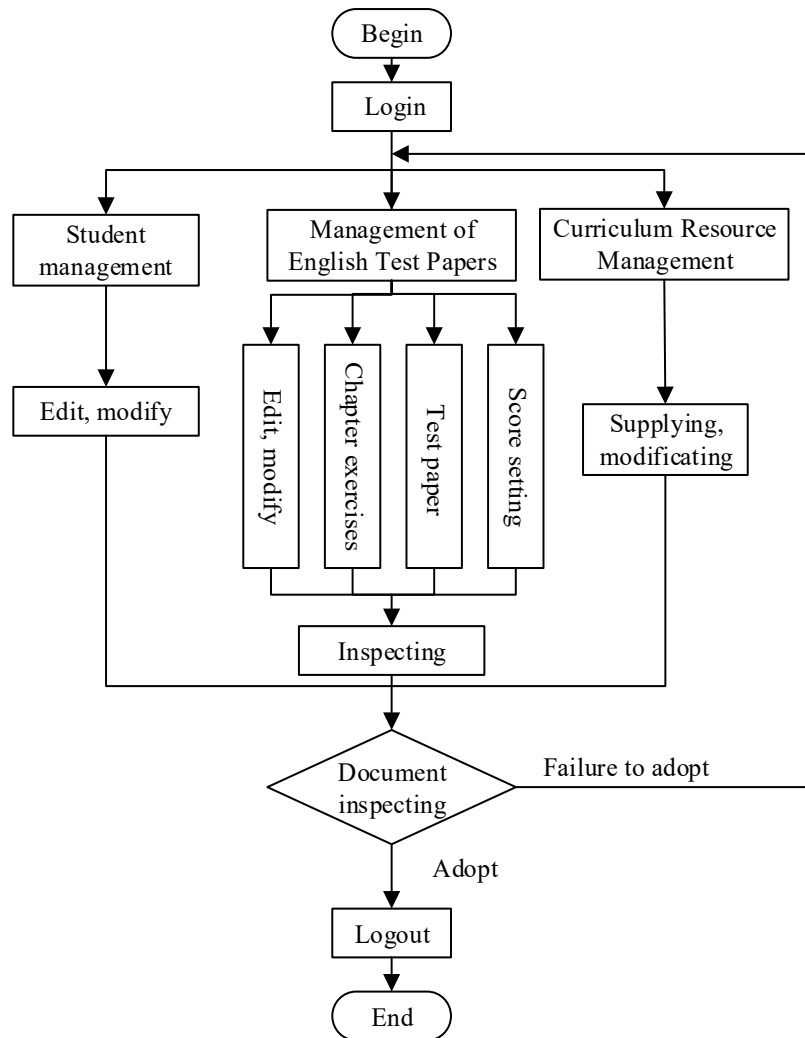 Begin
Login
Student
management
Management of
English Test Papers
Curriculum Resource
Management
Edit, modify
Edit, modify
Chapter exercises
Test paper
Score setting
Supplying,
modificating
Inspecting
Document
inspecting
Failure to adopt
Adopt
Logout
End